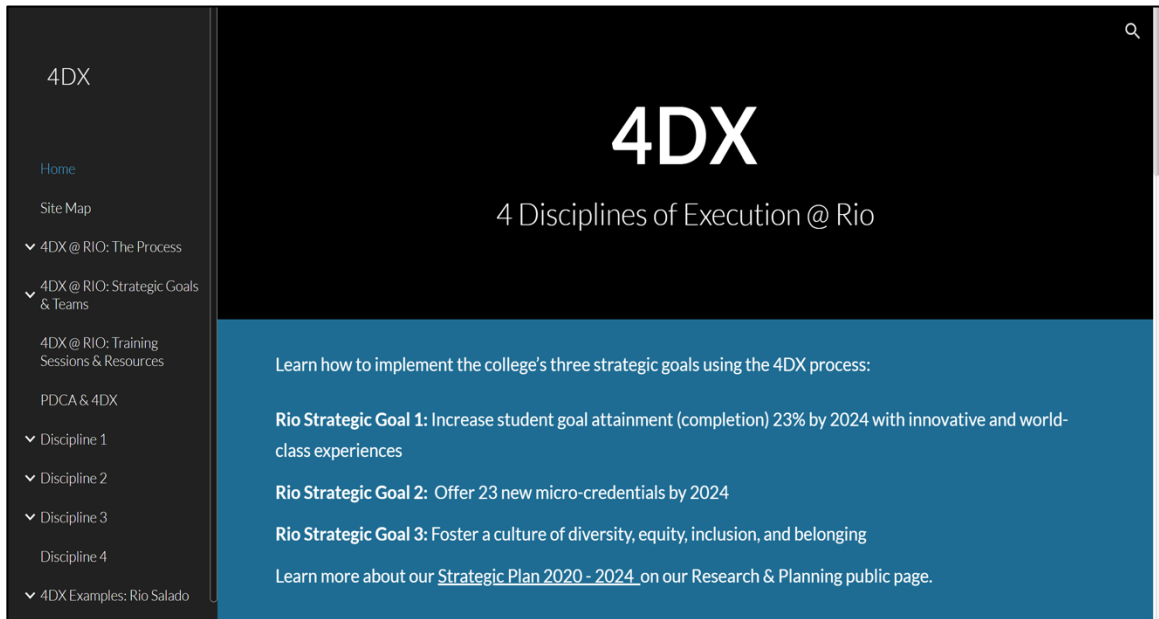 4DX
Home
Site Map
4DX @ RIO: The Process
4DX @ RIO: Strategic Goals
& Teams
4DX @ RIO: Training
Sessions & Resources
PDCA & 4DX
Discipline 1
Discipline 2
Discipline 3
Discipline 4
4DX Examples: Rio Salado
4DX
4 Disciplines of Execution @ Rio
Learn how to implement the college's three strategic goals using the 4DX process:
Rio Strategic Goal 1: Increase student goal attainment (completion) 23% by 2024 with innovative and world-
class experiences
Rio Strategic Goal 2: Offer 23 new micro-credentials by 2024
Rio Strategic Goal 3: Foster a culture of diversity, equity, inclusion, and belonging
Learn more about our Strategic Plan 2020 - 2024 on our Research & Planning public page.